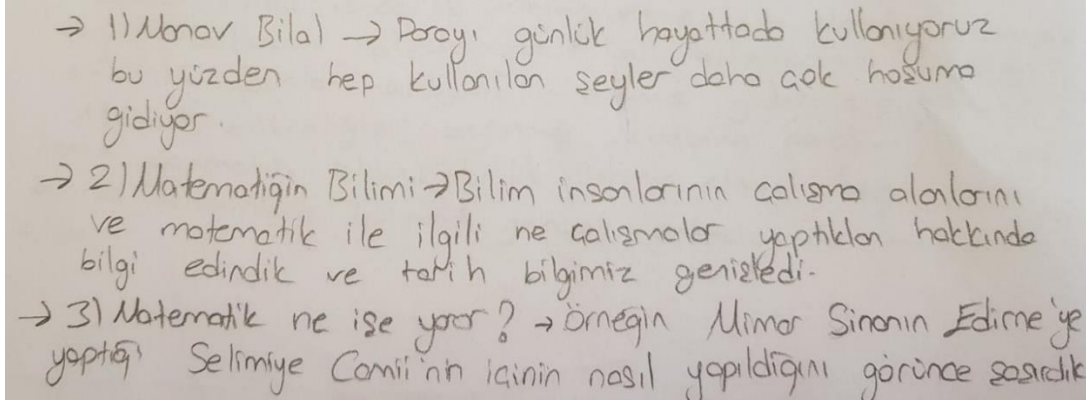 → 1) Manav Bilal → Parayı günlük hayattada kullanıyoruz
bu yüzden hep kullanılan şeyler daha çok hoşuma
gidiyor.
→ 2) Matematiğin Bilimi → Bilim insanlarının çalışma alanlarını
ve matematik ile ilgili ne çalışmalar yaptıkları hakkında
bilgi edindik ve tarih bilgimiz genişledi.
→ 3) Matematik ne işe yarar? → Örneğin Mimar Sinanın Edirne'ye
yaptığı Selimiye Camii'nin içinin nasıl yapıldığını görünce şaşırdık